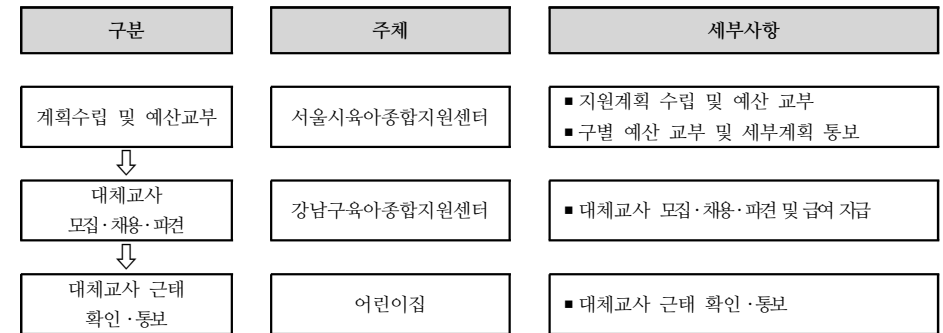 구분 주체 세부사항
계획수립 및 예산교부 서울시육아종합지원센터 ▪지원계획 수립 및 예산 교부
▪구별 예산 교부 및 세부계획 통보
⇩
대체교사
모집·채용·파견 강남구육아종합지원센터 ▪대체교사 모집·채용·파견 및 급여 지급
⇩
대체교사 근태
확인·통보 어린이집 ▪대체교사 근태 확인·통보